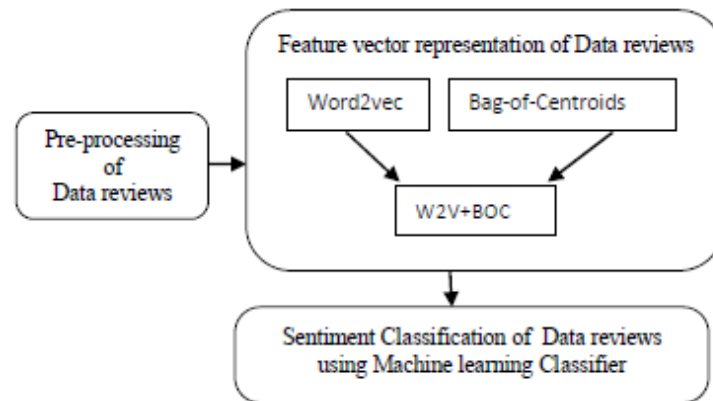 Feature vector representation of Data reviews
Word2vec
Bag-of-Centroids
Pre-processing
of
Data reviews
W2V+BOC
Sentiment Classification of Data reviews
using Machine learning Classifier